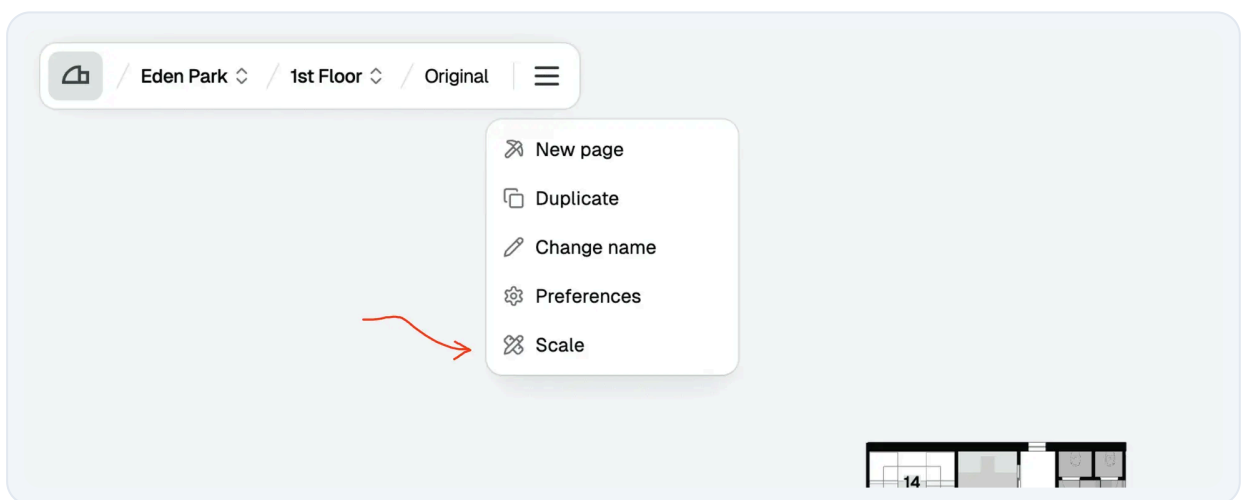 Eden Park 1st Floor Original
New page
Duplicate
Change name
Preferences
Scale
14